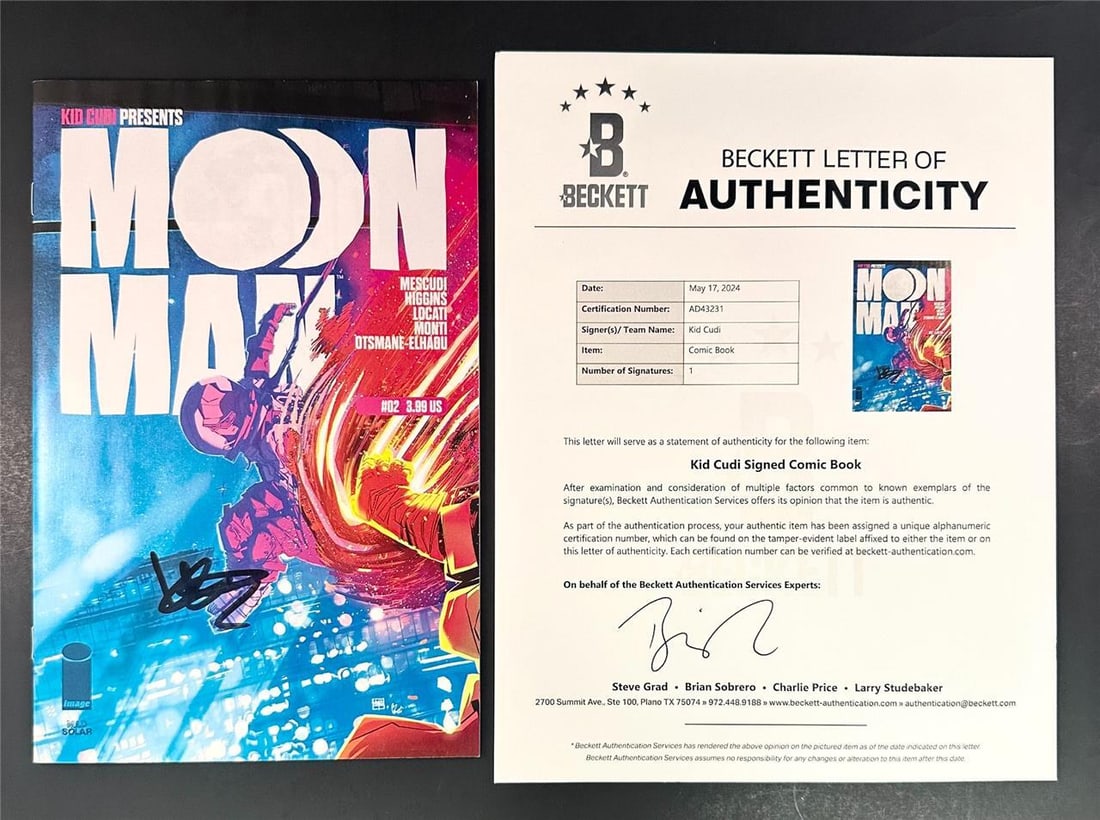 KID CUDI PRESENTS
MOON
MAN
™
MESCUDI
HIGGINS
LOCATI
MONTI
OTSMANE-ELHAOU
#02 3.99 US
image
SOLAR
B
BECKETT
BECKETT LETTER OF
AUTHENTICITY
Date: May 17, 2024
Certification Number: AD43231
Signer(s)/ Team Name: Kid Cudi
Item: Comic Book
Number of Signatures: 1
KID CUDI PRESENTS
MOON
MAN
This letter will serve as a statement of authenticity for the following item:
Kid Cudi Signed Comic Book
After examination and consideration of multiple factors common to known exemplars of the
signature(s), Beckett Authentication Services offers its opinion that the item is authentic.
As part of the authentication process, your authentic item has been assigned a unique alphanumeric
certification number, which can be found on the tamper-evident label affixed to either the item or on
this letter of authenticity. Each certification number can be verified at beckett-authentication.com.
On behalf of the Beckett Authentication Services Experts:
Steve Grad • Brian Sobrero • Charlie Price • Larry Studebaker
2700 Summit Ave., Ste 100, Plano TX 75074 » 972.448.9188 » www.beckett-authentication.com » authentication@beckett.com
* Beckett Authentication Services has rendered the above opinion on the pictured item as of the date indicated on this letter.
Beckett Authentication Services assumes no responsibility for any changes or alteration to this item after this date.